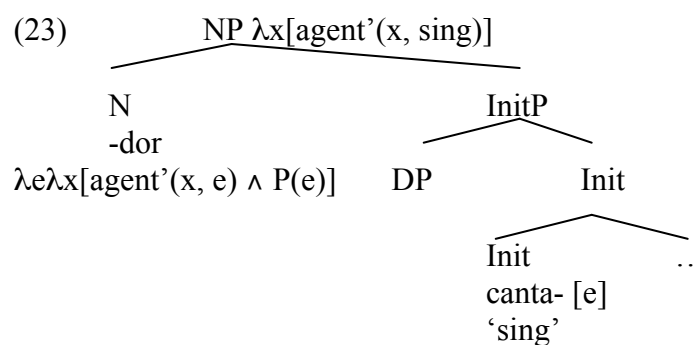 (23) NP λx[agent’(x, sing)]
N InitP
-dor
λeλx[agent’(x, e) ∧ P(e)] DP Init
Init ..
canta- [e]
‘sing’